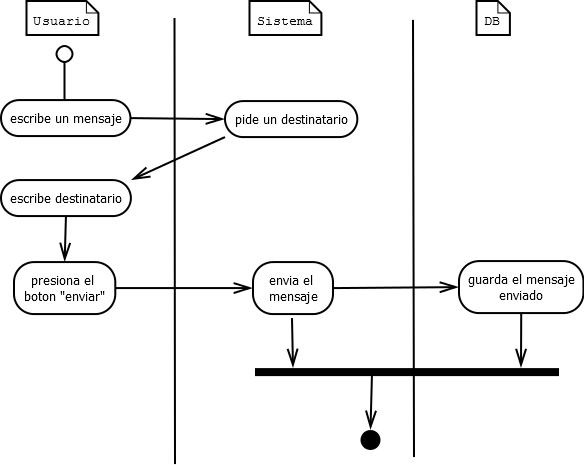 Usuario
Sistema
DB
escribe un mensaje
pide un destinatario
escribe destinatario
presiona el
boton "enviar"
envia el
mensaje
guarda el mensaje
enviado